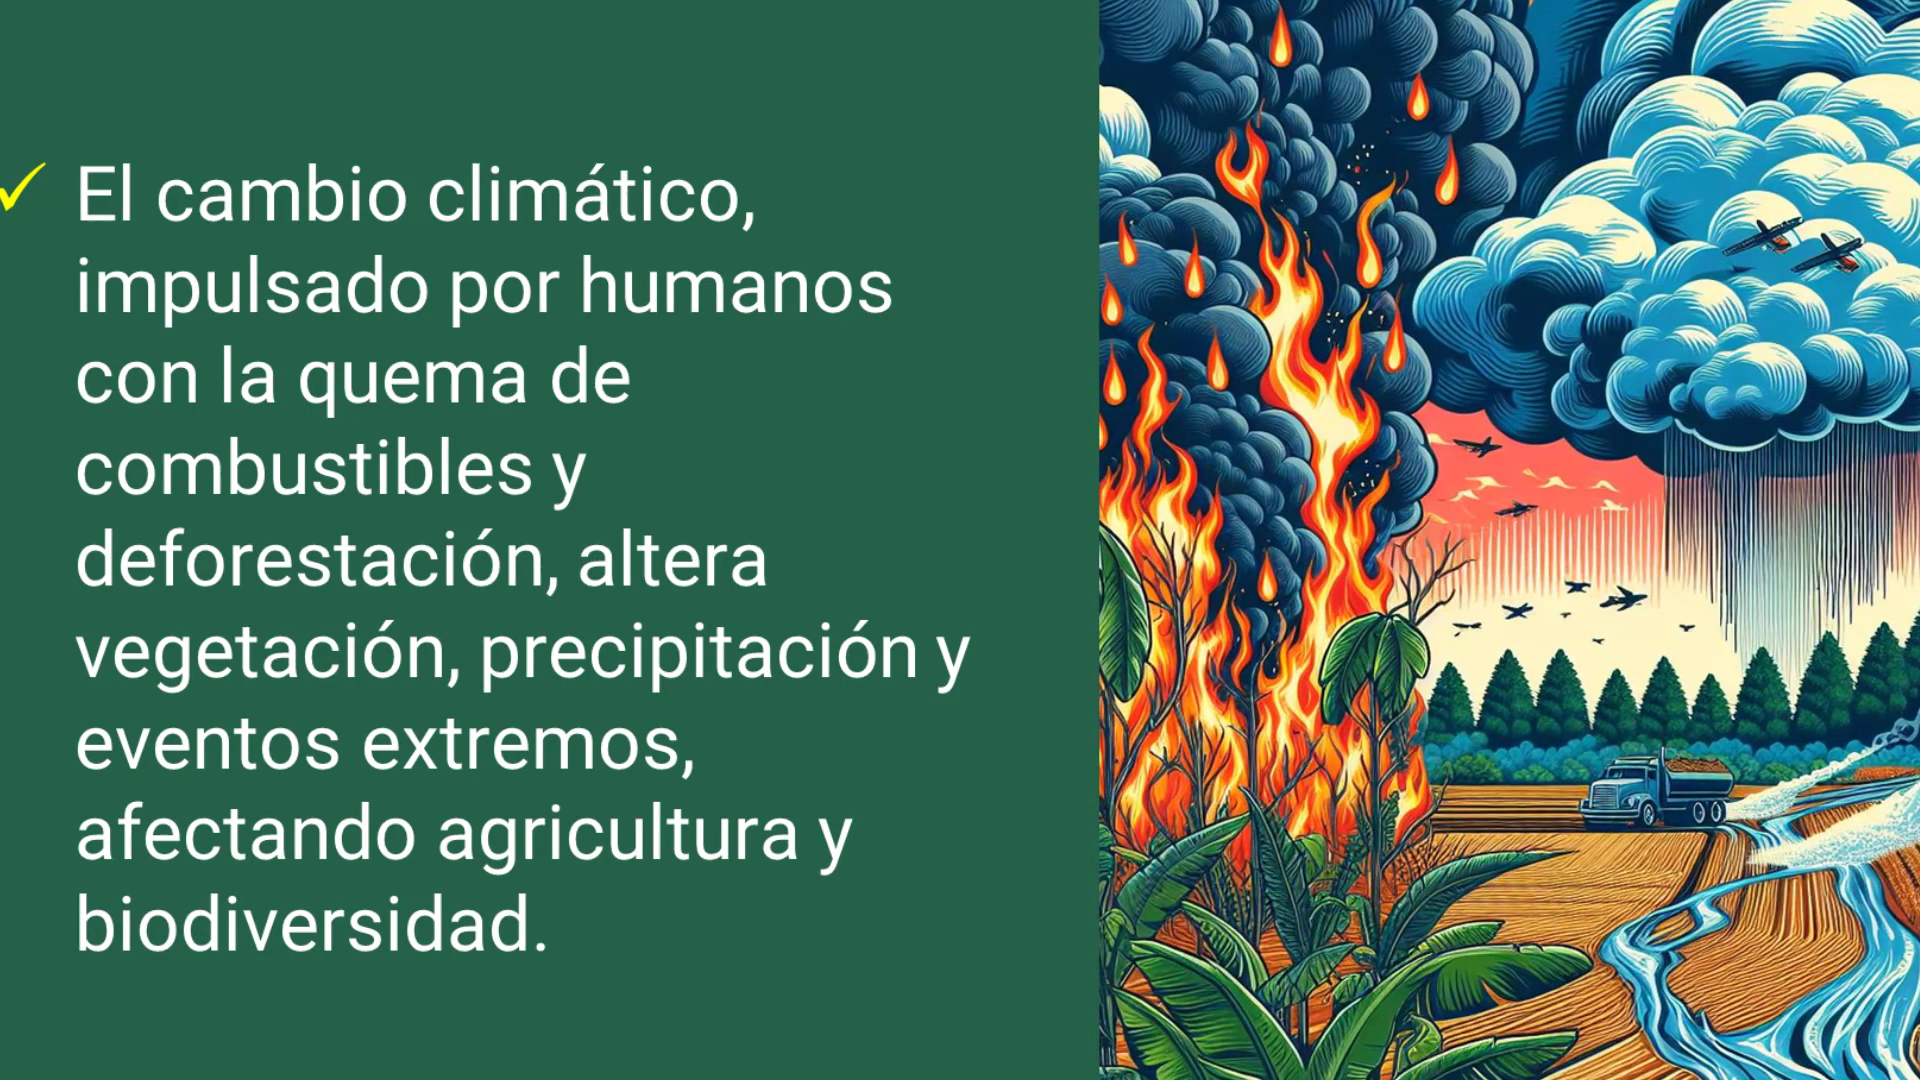 ✓ El cambio climático,
impulsado por humanos
con la quema de
combustibles y
deforestación, altera
vegetación, precipitación y
eventos extremos,
afectando agricultura y
biodiversidad.